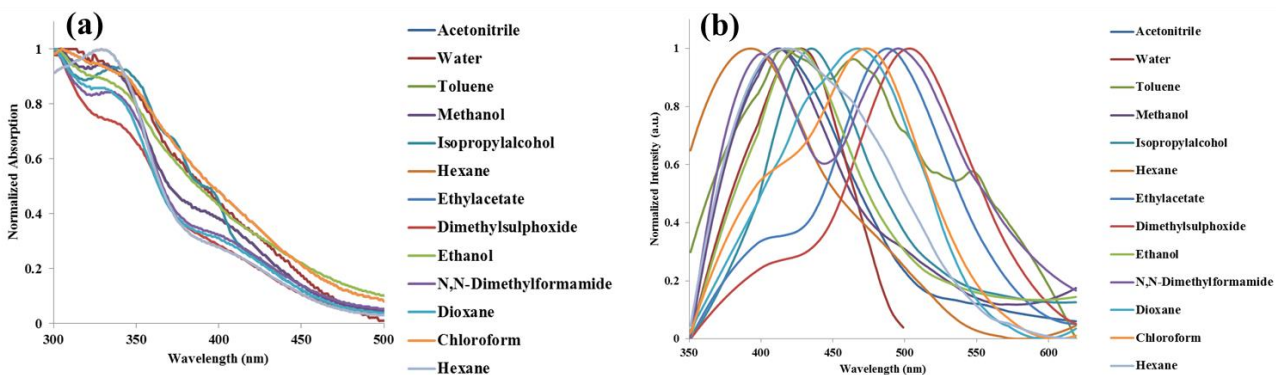 (a)
Normalized Absorption
1
0.8
0.6
0.4
0.2
0
300
350
400
450
500
Wavelength (nm)
Acetonitrile
Water
Toluene
Methanol
Isopropylalcohol
Hexane
Ethylacetate
Dimethylsulphoxide
Ethanol
N,N-Dimethylformamide
Dioxane
Chloroform
Hexane
(b)
Normalized Intensity (a.u.)
1
0.8
0.6
0.4
0.2
0
350
400
450
500
550
600
Wavelength (nm)
Acetonitrile
Water
Toluene
Methanol
Isopropylalcohol
Hexane
Ethylacetate
Dimethylsulphoxide
Ethanol
N,N-Dimethylformamide
Dioxane
Chloroform
Hexane